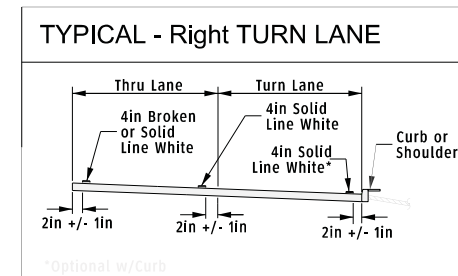 TYPICAL - Right TURN LANE
Thru Lane
Turn Lane
4in Broken
or Solid
Line White
4in Solid
Line White
4in Solid
Line White*
Curb or
Shoulder
2in +/- 1in
2in +/- 1in
2in +/- 1in
*Optional w/Curb